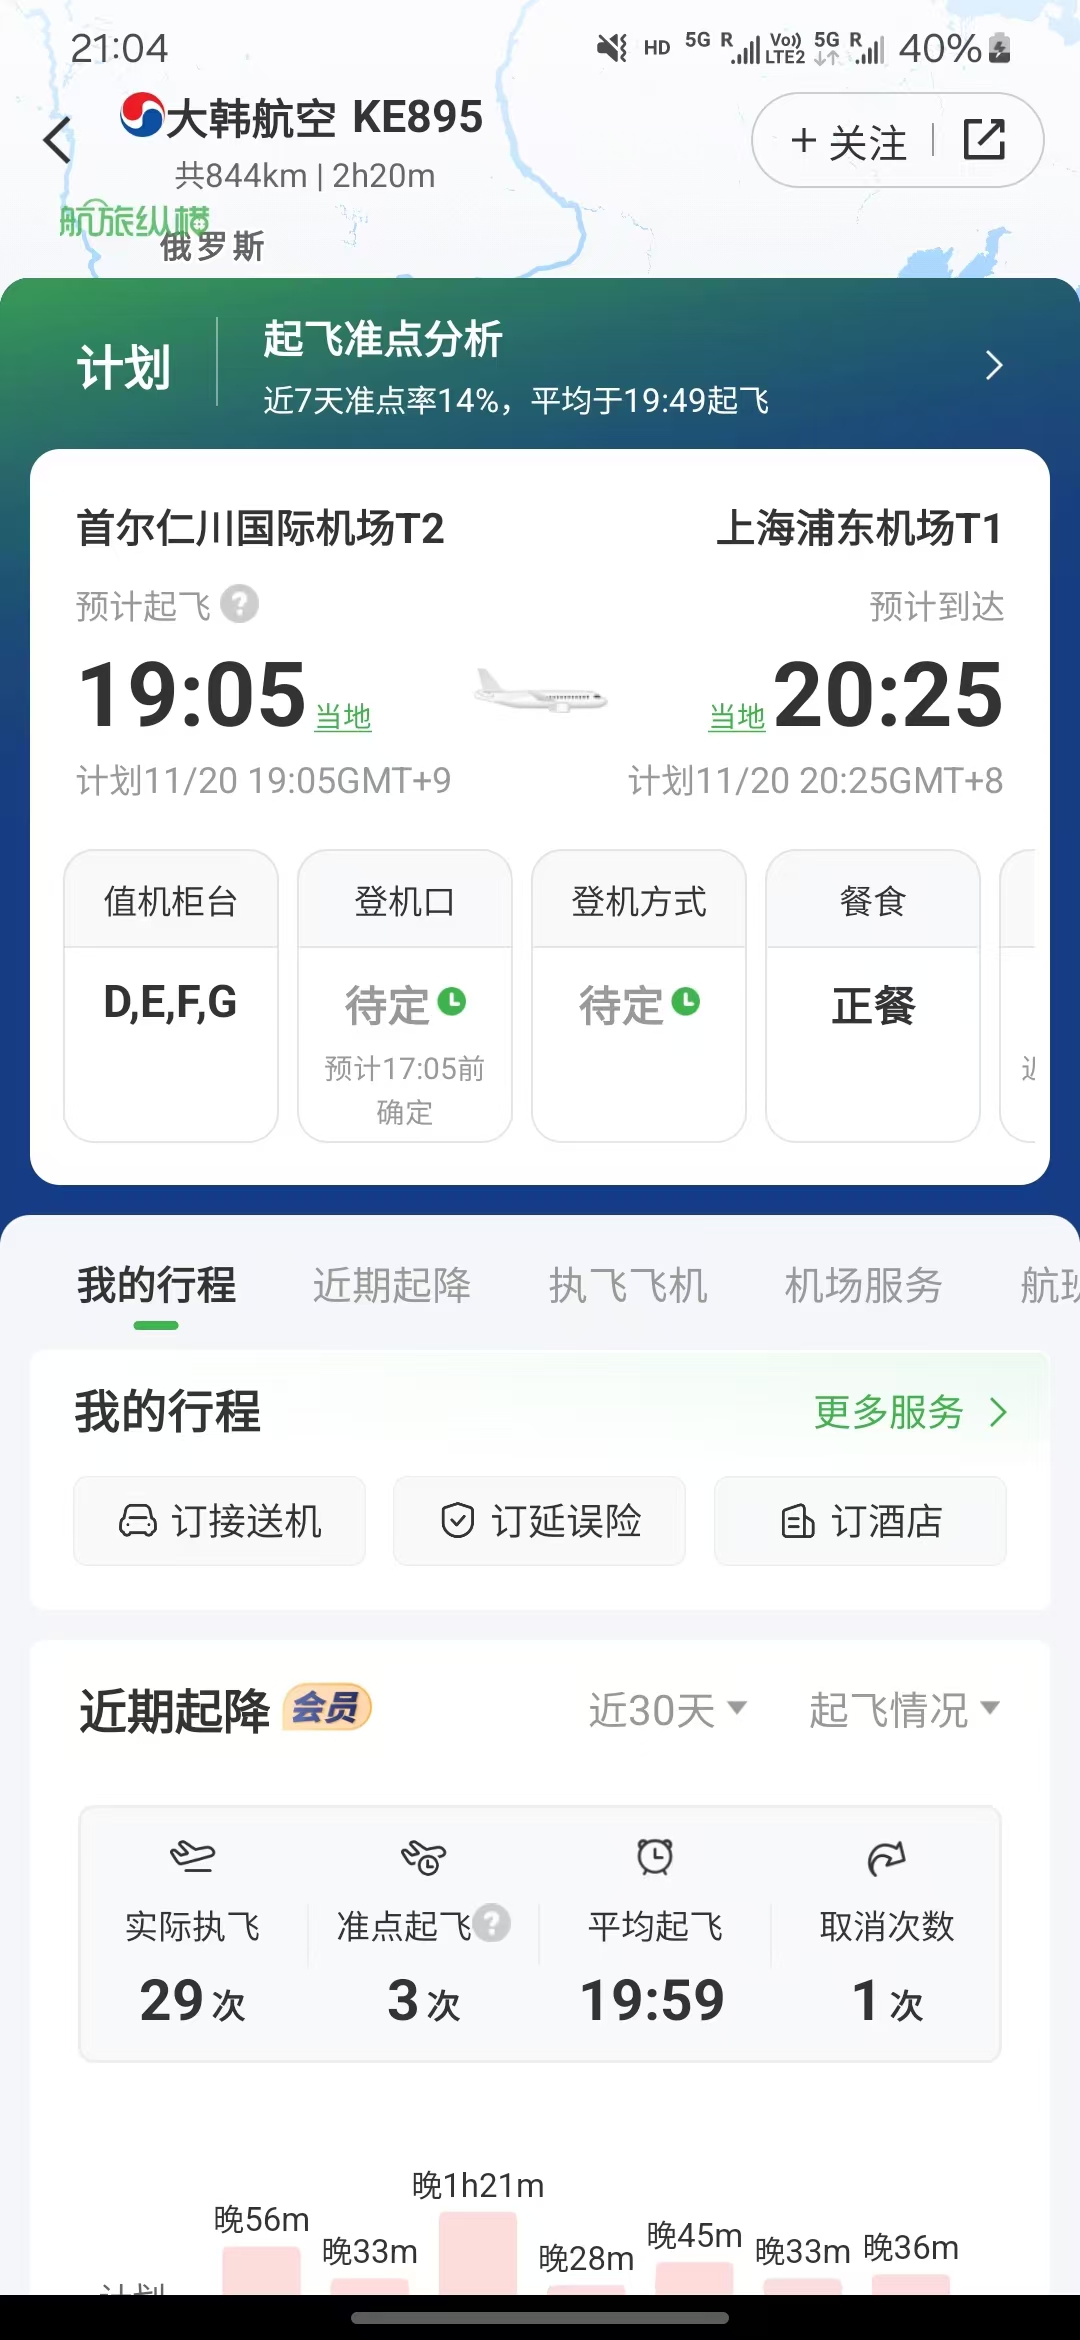 21:04
HD 5G R Vo)) LTE2 5G R 40%
大韩航空 KE895
共844km | 2h20m
+ 关注
航旅纵横
俄罗斯
计划
起飞准点分析
近7天准点率14%，平均于19:49起飞
首尔仁川国际机场T2
上海浦东机场T1
预计起飞 ?
预计到达
19:05 当地
当地 20:25
计划11/20 19:05GMT+9
计划11/20 20:25GMT+8
值机柜台
登机口
登机方式
餐食
D,E,F,G
待定
待定
正餐
预计17:05前
确定
我的行程
近期起降
执飞飞机
机场服务
航班
我的行程
更多服务
订接送机
订延误险
订酒店
近期起降 会员
近30天
起飞情况
实际执飞
准点起飞 ?
平均起飞
取消次数
29次
3次
19:59
1次
晚56m
晚33m
晚1h21m
晚28m
晚45m
晚33m
晚36m
计划